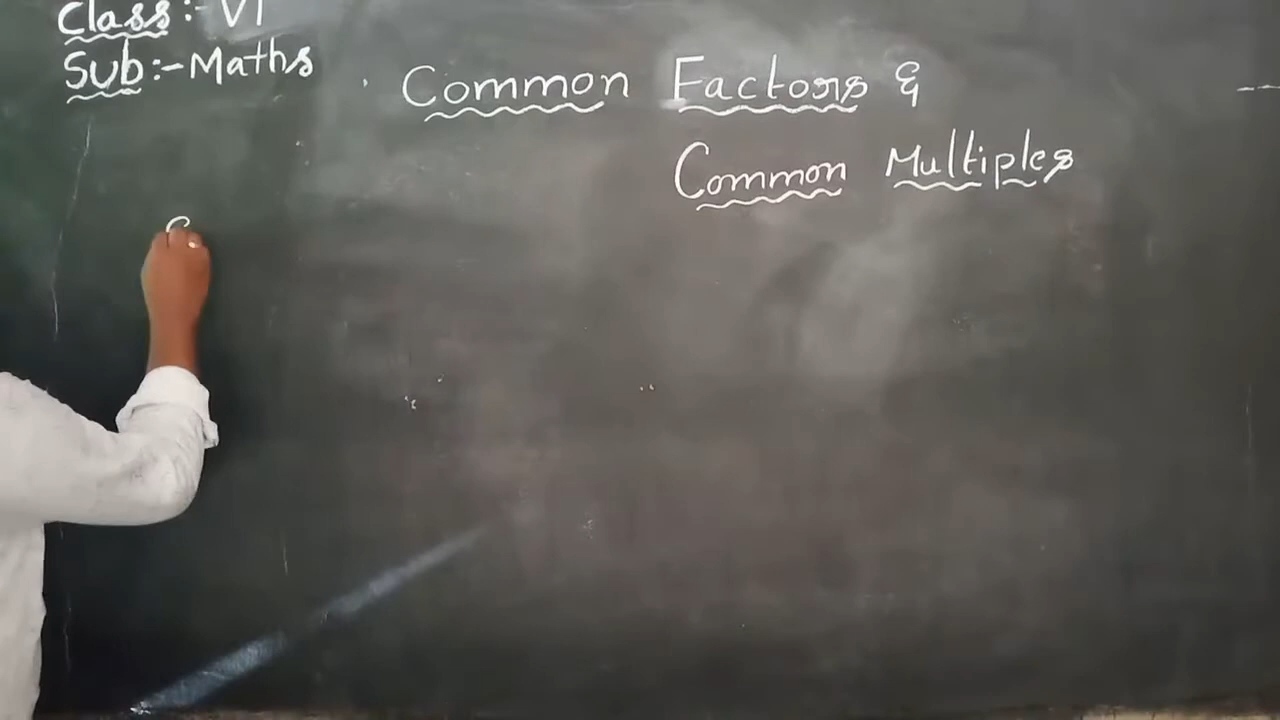 Class:- VI
Sub:- Maths
Common Factors &
Common Multiples